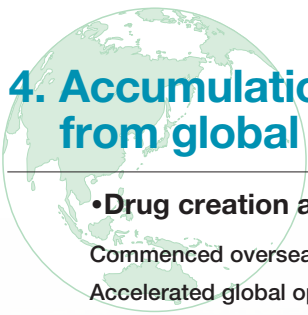 4. Accumulatio
from global
•Drug creation a
Commenced oversea
Accelerated global op